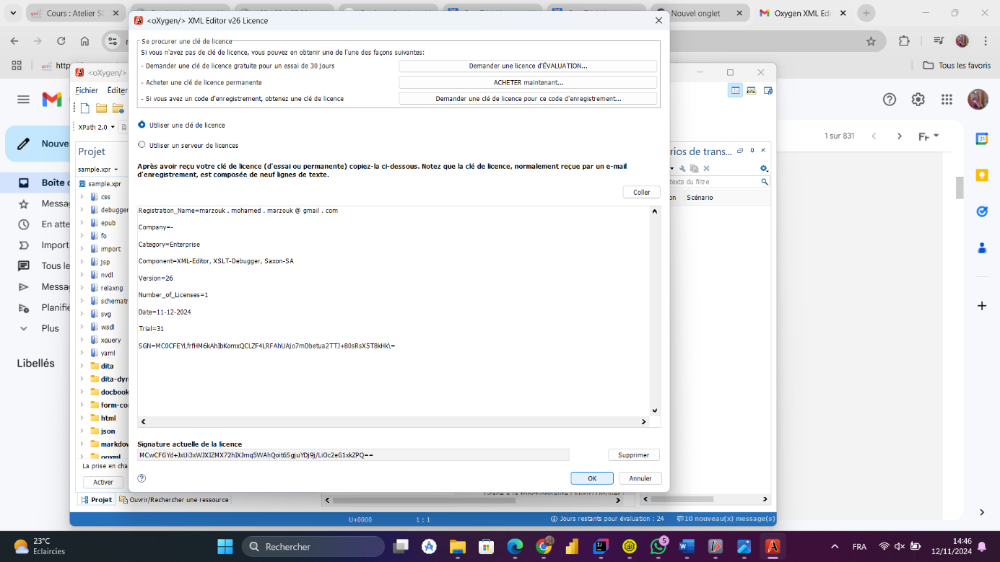 Cours : Atelier SO
Nouvel onglet
Oxygen XML Edi
Tous les favoris
<oXygen/> XML Editor v26 Licence
Se procurer une clé de licence
Si vous n'avez pas de clé de licence, vous pouvez en obtenir une de l'une des façons suivantes:
- Demander une clé de licence gratuite pour un essai de 30 jours
Demander une licence d'ÉVALUATION...
- Acheter une clé de licence permanente
ACHETER maintenant...
- Si vous avez un code d'enregistrement, obtenez une clé de licence
Demander une clé de licence pour ce code d'enregistrement...
Utiliser une clé de licence
Utiliser un serveur de licences
Après avoir reçu votre clé de licence (d'essai ou permanente) copiez-la ci-dessous. Notez que la clé de licence, normalement reçue par un e-mail
d'enregistrement, est composée de neuf lignes de texte.
Coller
Registration_Name=marzouk . mohamed . marzouk @ gmail . com
Company=-
Category=Enterprise
Component=XML-Editor, XSLT-Debugger, Saxon-SA
Version=26
Number_of_Licenses=1
Date=11-12-2024
Trial=31
SGN=MC0CFEYLfrfHM6kAhIbKomxQCLZF4LRFAhUAJo7mDbetua2TTJ+80sRsX5T8kHk\=
Signature actuelle de la licence
MCwCFGYd+JxUi3xWJXIZMX72hIXJmq5WAhQoit6SgjuYDj9j/LiOc2eG1xkZPQ==
Supprimer
OK
Annuler
<oXygen/>
Fichier
Éditer
XPath 2.0
Projet
sample.xpr
sample.xpr
css
debugger
epub
fo
import
jsp
nvdl
relaxng
schematr
svg
wsdl
xquery
yaml
dita
dita-dyn
docbook
form-co
html
json
markdow
ooxml
La prise en cha
Activer
Projet
Ouvrir/Rechercher une ressource
rios de trans...
texte du filtre
on
Scénario
U+0000
1 : 1
Jours restants pour évaluation : 24
10 nouveau(x) message(s)
M Gmail
Nouve
Boîte d
Messag
En atte
Import
Tous le
Messa
Planifie
Plus
Libellés
1 sur 831
23°C
Eclaircies
Rechercher
5
FRA
14:46
12/11/2024